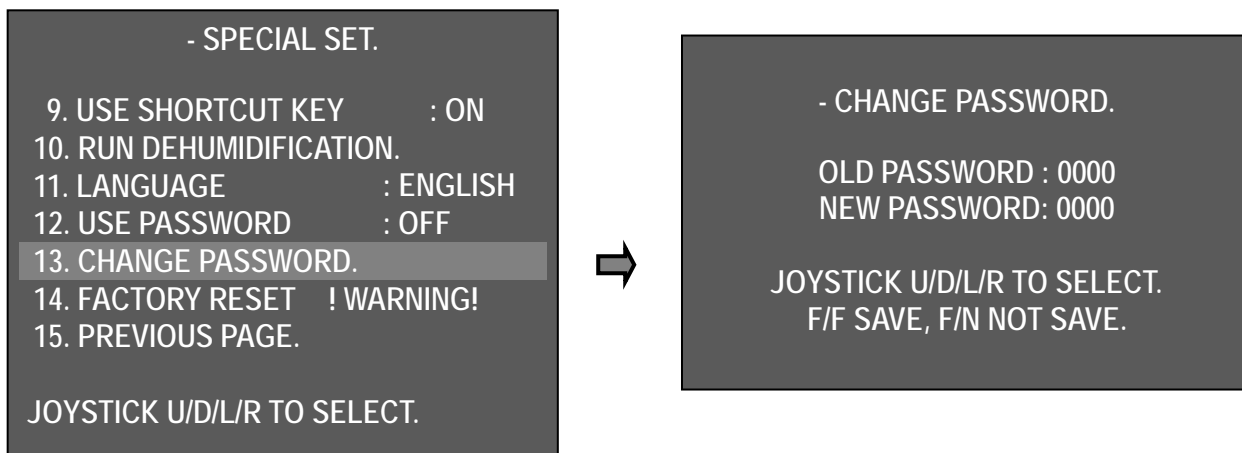 - SPECIAL SET.
9. USE SHORTCUT KEY : ON
10. RUN DEHUMIDIFICATION.
11. LANGUAGE : ENGLISH
12. USE PASSWORD : OFF
13. CHANGE PASSWORD.
14. FACTORY RESET ! WARNING!
15. PREVIOUS PAGE.
JOYSTICK U/D/L/R TO SELECT.
- CHANGE PASSWORD.
OLD PASSWORD : 0000
NEW PASSWORD: 0000
JOYSTICK U/D/L/R TO SELECT.
F/F SAVE, F/N NOT SAVE.